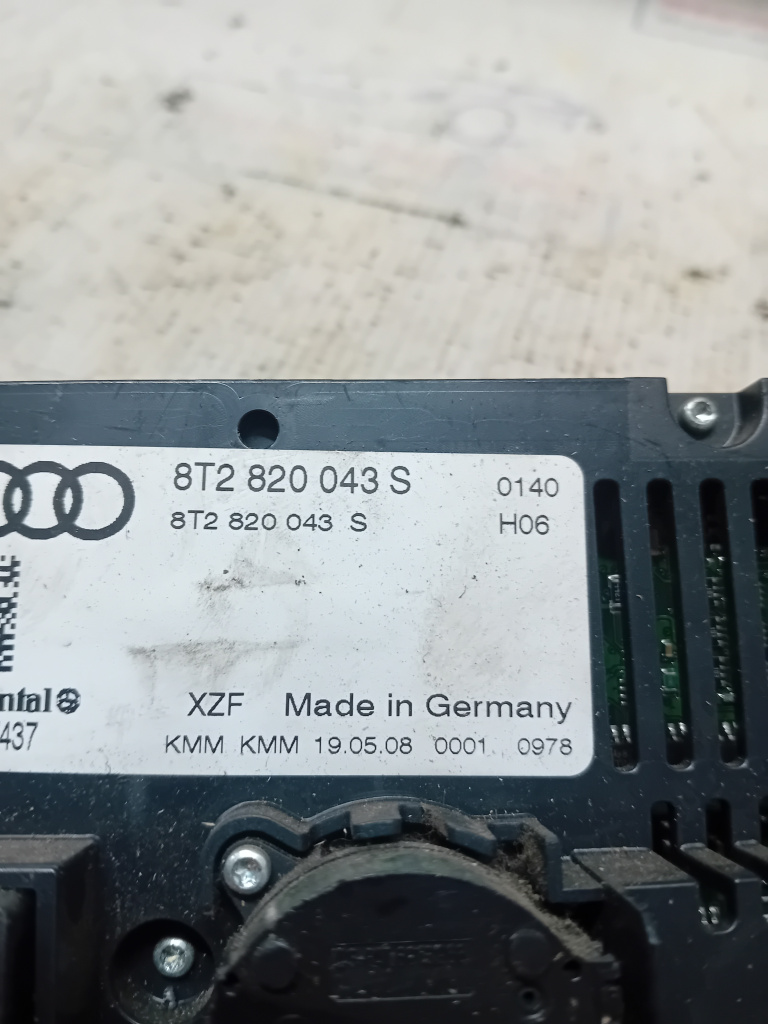 8T2 820 043 S 0140
8T2 820 043 S H06
ntal
XZF Made in Germany
437
KMM KMM 19.05.08 0001 0978